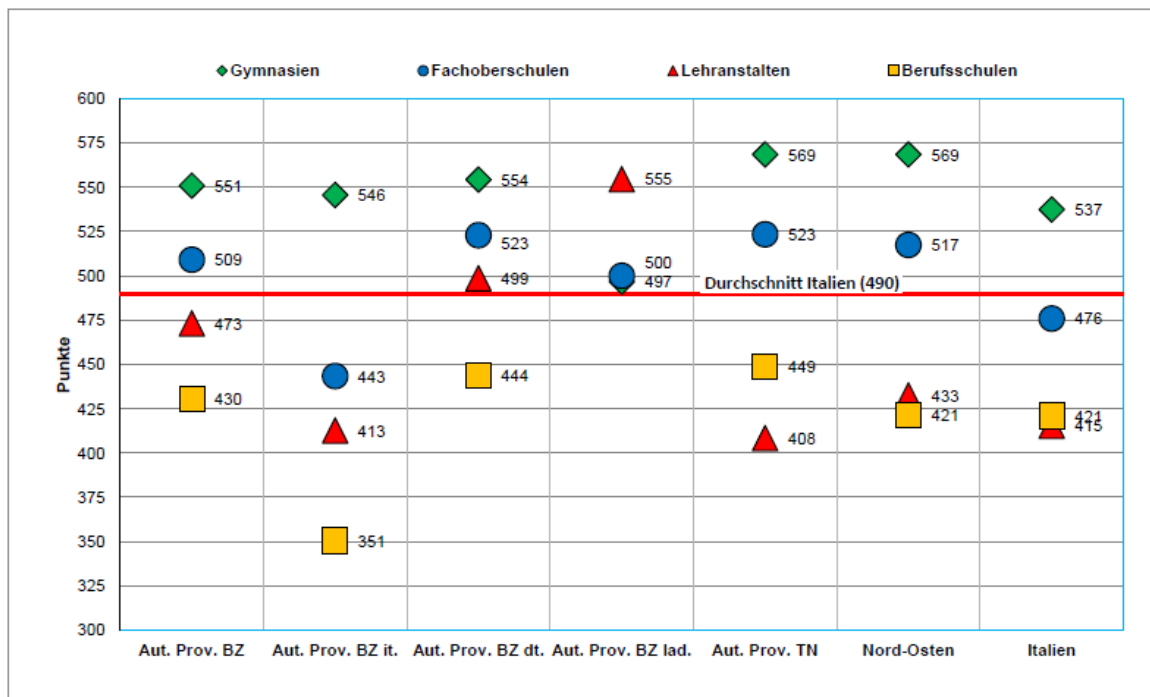 Gymnasien Fachoberschulen Lehranstalten Berufsschulen
600
575
551 546 554 555 569 569
550
537
525
509 523 523 517
500
499 500
497 Durchschnitt Italien (490)
475
473 476
450
443 444 449
430 433
425
413 421 421
415
408
400
375
350
351
325
300
Punkte
Aut. Prov. BZ Aut. Prov. BZ it. Aut. Prov. BZ dt. Aut. Prov. BZ lad. Aut. Prov. TN Nord-Osten Italien